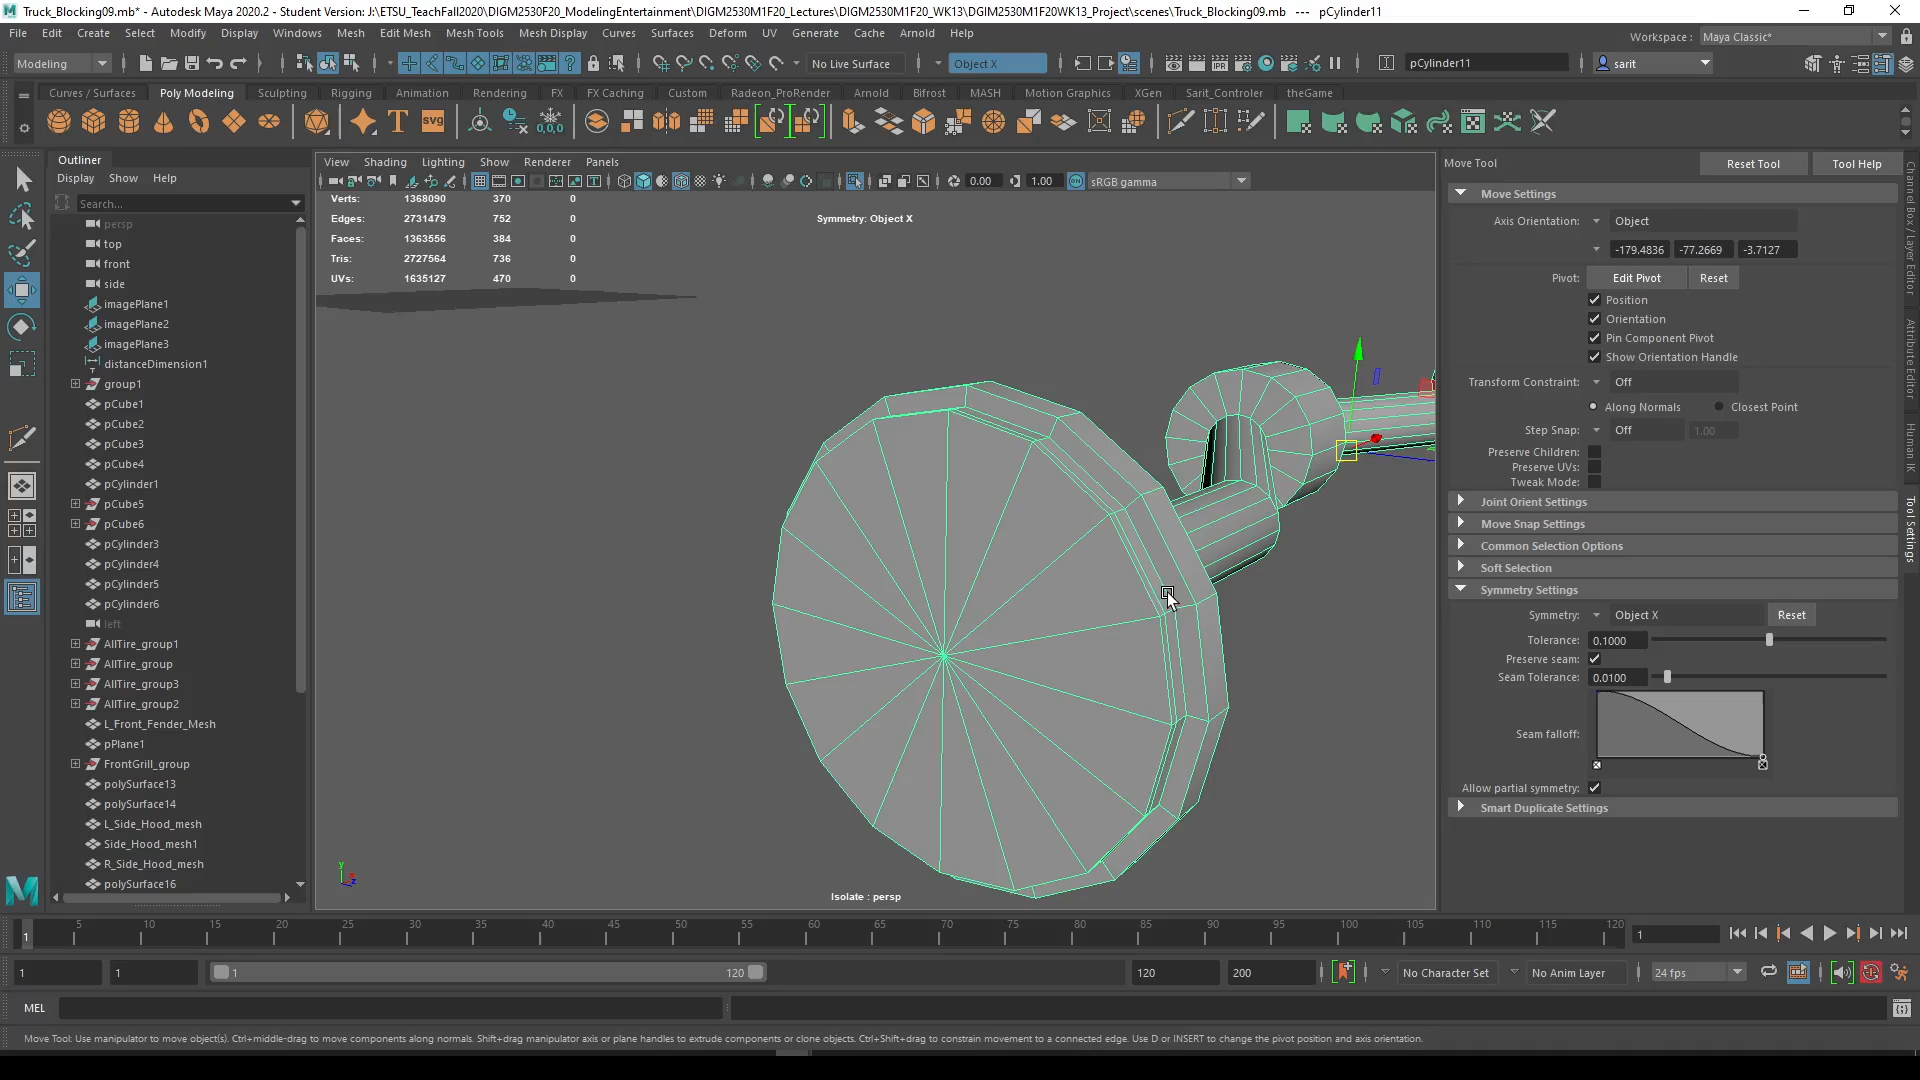 Truck_Blocking09.mb* - Autodesk Maya 2020.2 - Student Version: J:\ETSU_TeachFall2020\DIGM2530F20_ModelingEntertainment\DIGM2530M1F20_Lectures\DIGM2530M1F20_WK13\DGIM2530M1F20WK13_Project\scenes\Truck_Blocking09.mb --- pCylinder11
File Edit Create Select Modify Display Windows Mesh Edit Mesh Mesh Tools Mesh Display Curves Surfaces Deform UV Generate Cache Arnold Help
Workspace : Maya Classic*
Modeling No Live Surface Object X pCylinder11 sarit
Curves / Surfaces Poly Modeling Sculpting Rigging Animation Rendering FX FX Caching Custom Radeon_ProRender Arnold Bifrost MASH Motion Graphics XGen Sarit_Controler theGame
Outliner
Display Show Help
Search...
persp
top
front
side
imagePlane1
imagePlane2
imagePlane3
distanceDimension1
group1
pCube1
pCube2
pCube3
pCube4
pCylinder1
pCube5
pCube6
pCylinder3
pCylinder4
pCylinder5
pCylinder6
left
AllTire_group1
AllTire_group
AllTire_group3
AllTire_group2
L_Front_Fender_Mesh
pPlane1
FrontGrill_group
polySurface13
polySurface14
L_Side_Hood_mesh
Side_Hood_mesh1
R_Side_Hood_mesh
polySurface16
View Shading Lighting Show Renderer Panels
0.00 1.00 sRGB gamma
Verts: 1368090 370 0
Edges: 2731479 752 0
Faces: 1363556 384 0
Tris: 2727564 736 0
UVs: 1635127 470 0
Symmetry: Object X
Isolate : persp
Move Tool Reset Tool Tool Help
Move Settings
Axis Orientation: Object
-179.4836 -77.2669 -3.7127
Pivot: Edit Pivot Reset
Position
Orientation
Pin Component Pivot
Show Orientation Handle
Transform Constraint: Off
Along Normals Closest Point
Step Snap: Off 1.00
Preserve Children:
Preserve UVs:
Tweak Mode:
Joint Orient Settings
Move Snap Settings
Common Selection Options
Soft Selection
Symmetry Settings
Symmetry: Object X Reset
Tolerance: 0.1000
Preserve seam:
Seam Tolerance: 0.0100
Seam falloff:
Allow partial symmetry:
Smart Duplicate Settings
Channel Box / Layer Editor
Attribute Editor
Human IK
Tool Settings
1 5 10 15 20 25 30 35 40 45 50 55 60 65 70 75 80 85 90 95 100 105 110 115 120 1
1 1 1 120 120 200 No Character Set No Anim Layer 24 fps
MEL
Move Tool: Use manipulator to move object(s). Ctrl+middle-drag to move components along normals. Shift+drag manipulator axis or plane handles to extrude components or clone objects. Ctrl+Shift+drag to constrain movement to a connected edge. Use D or INSERT to change the pivot position and axis orientation.